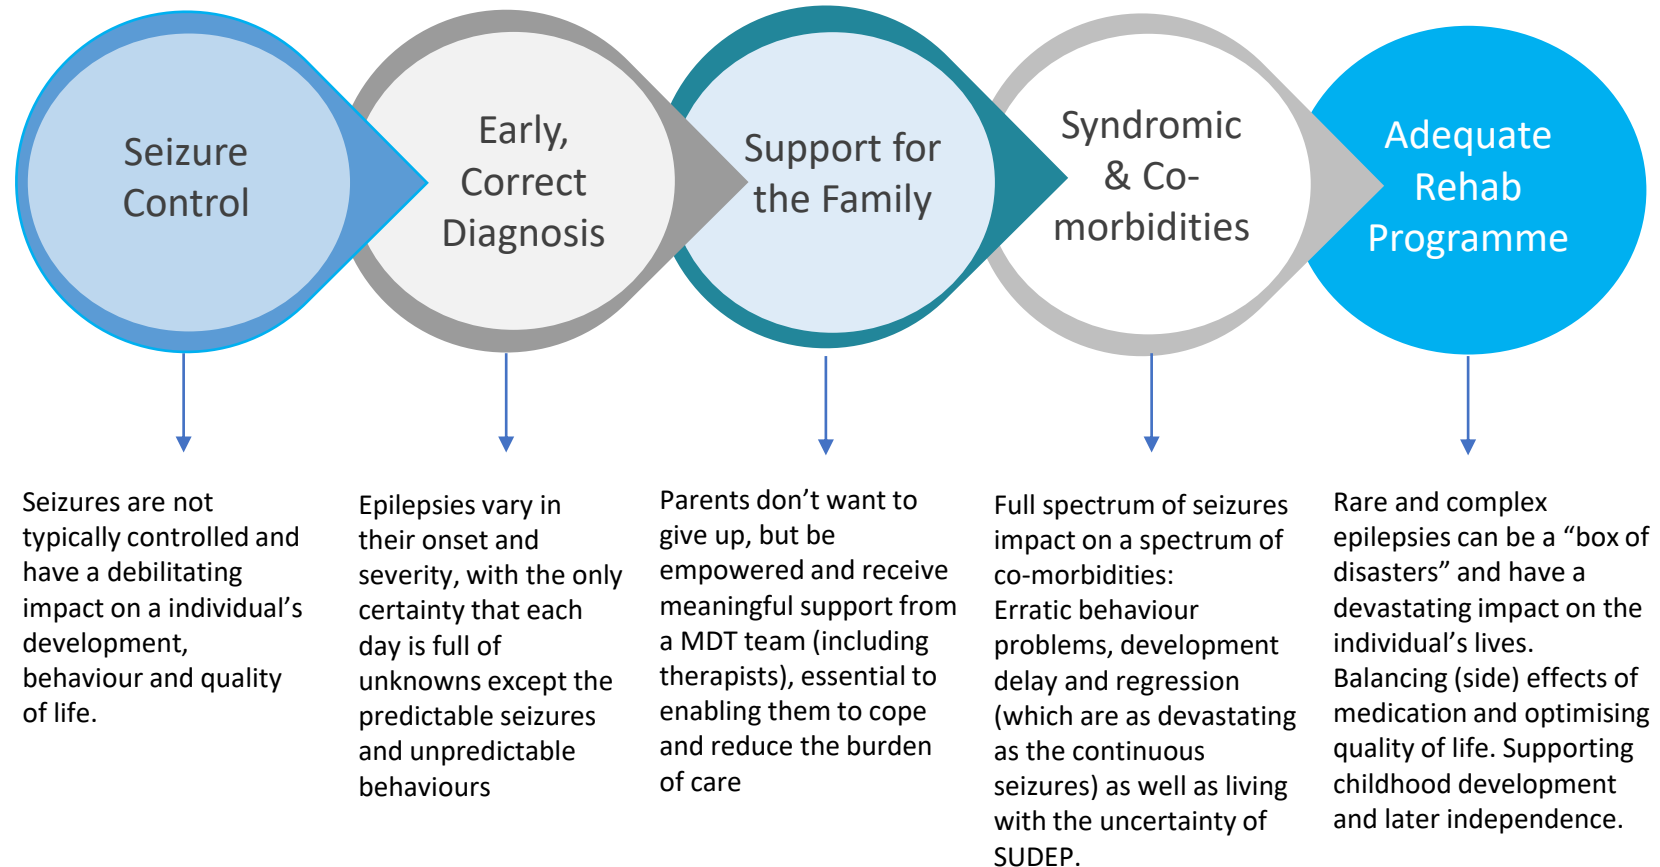 Seizure
Control
Early,
Correct
Diagnosis
Support for
the Family
Syndromic
& Co-
morbidities
Adequate
Rehab
Programme
Seizures are not
typically controlled and
have a debilitating
impact on a individual’s
development,
behaviour and quality
of life.
Epilepsies vary in
their onset and
severity, with the only
certainty that each
day is full of
unknowns except the
predictable seizures
and unpredictable
behaviours
Parents don’t want to
give up, but be
empowered and receive
meaningful support from
a MDT team (including
therapists), essential to
enabling them to cope
and reduce the burden
of care
Full spectrum of seizures
impact on a spectrum of
co-morbidities:
Erratic behaviour
problems, development
delay and regression
(which are as devastating
as the continuous
seizures) as well as living
with the uncertainty of
SUDEP.
Rare and complex
epilepsies can be a “box of
disasters” and have a
devastating impact on the
individual’s lives.
Balancing (side) effects of
medication and optimising
quality of life. Supporting
childhood development
and later independence.